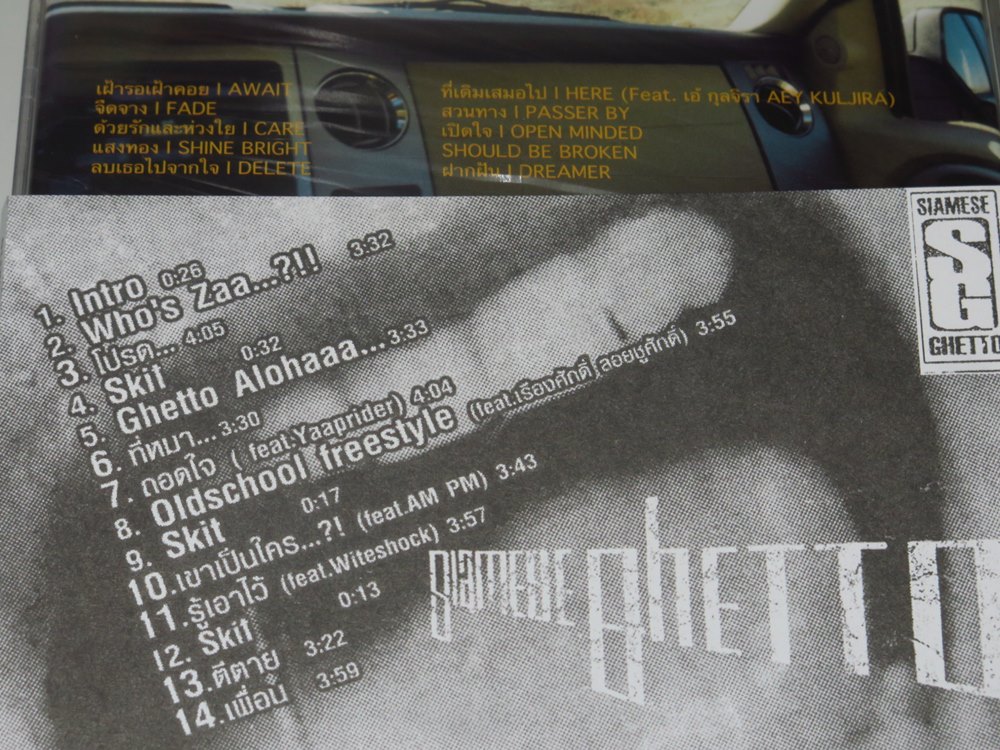 เฝ้ารอเฝ้าคอย | AWAIT
จืดจาง | FADE
ด้วยรักและห่วงใย | CARE
แสงทอง | SHINE BRIGHT
ลบเธอไปจากใจ | DELETE
ที่เดิมเสมอไป | HERE (Feat. เอ้ กุลจิรา AEY KULJIRA)
สวนทาง | PASSER BY
เปิดใจ | OPEN MINDED
SHOULD BE BROKEN
ฝากฝัน | DREAMER
1. Intro 0:26
2. Who's Zaa...?!! 3:32
3. โปรด... 4:05
4. Skit 0:32
5. Ghetto Alohaaa... 3:33
6. ที่หมา... 3:30
7. ถอดใจ ( feat.Yaaprider) 4:04
8. Oldschool freestyle (feat.เรืองศักดิ์ ลอยชูศักดิ์) 3:55
9. Skit 0:17
10.เขาเป็นใคร...?! (feat.AM PM) 3:43
11.รู้เอาไว้ (feat.Witeshock) 3:57
12. Skit 0:13
13.ตีตาย 3:22
14.เพื่อน 3:59
SIAMESE
SG
GHETTO
SIAMESE GHETTO